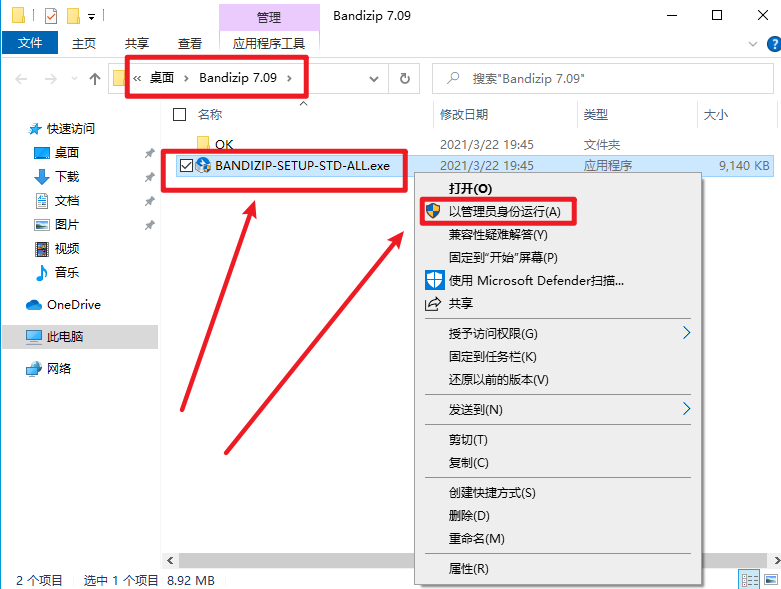 管理
Bandizip 7.09
文件
主页
共享
查看
应用程序工具
« 桌面 › Bandizip 7.09 ›
搜索"Bandizip 7.09"
名称
修改日期
类型
大小
快速访问
桌面
下载
文档
图片
视频
音乐
OneDrive
此电脑
网络
OK
2021/3/22 19:45
文件夹
BANDIZIP-SETUP-STD-ALL.exe
2021/3/22 19:45
应用程序
9,140 KB
打开(O)
以管理员身份运行(A)
兼容性疑难解答(Y)
固定到"开始"屏幕(P)
使用 Microsoft Defender扫描...
共享
授予访问权限(G)
固定到任务栏(K)
还原以前的版本(V)
发送到(N)
剪切(T)
复制(C)
创建快捷方式(S)
删除(D)
重命名(M)
属性(R)
2 个项目
选中 1 个项目 8.92 MB